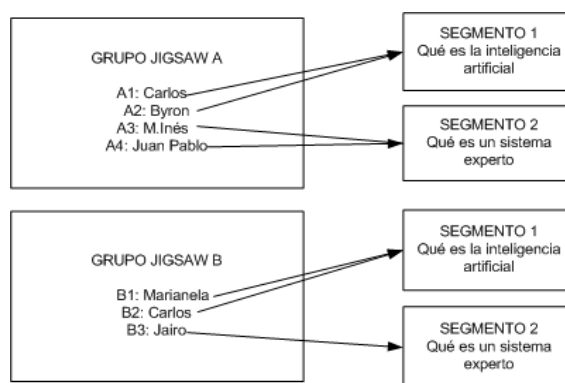 GRUPO JIGSAW A
A1: Carlos
A2: Byron
A3: M.Inés
A4: Juan Pablo
SEGMENTO 1
Qué es la inteligencia
artificial
SEGMENTO 2
Qué es un sistema
experto
GRUPO JIGSAW B
B1: Marianela
B2: Carlos
B3: Jairo
SEGMENTO 1
Qué es la inteligencia
artificial
SEGMENTO 2
Qué es un sistema
experto